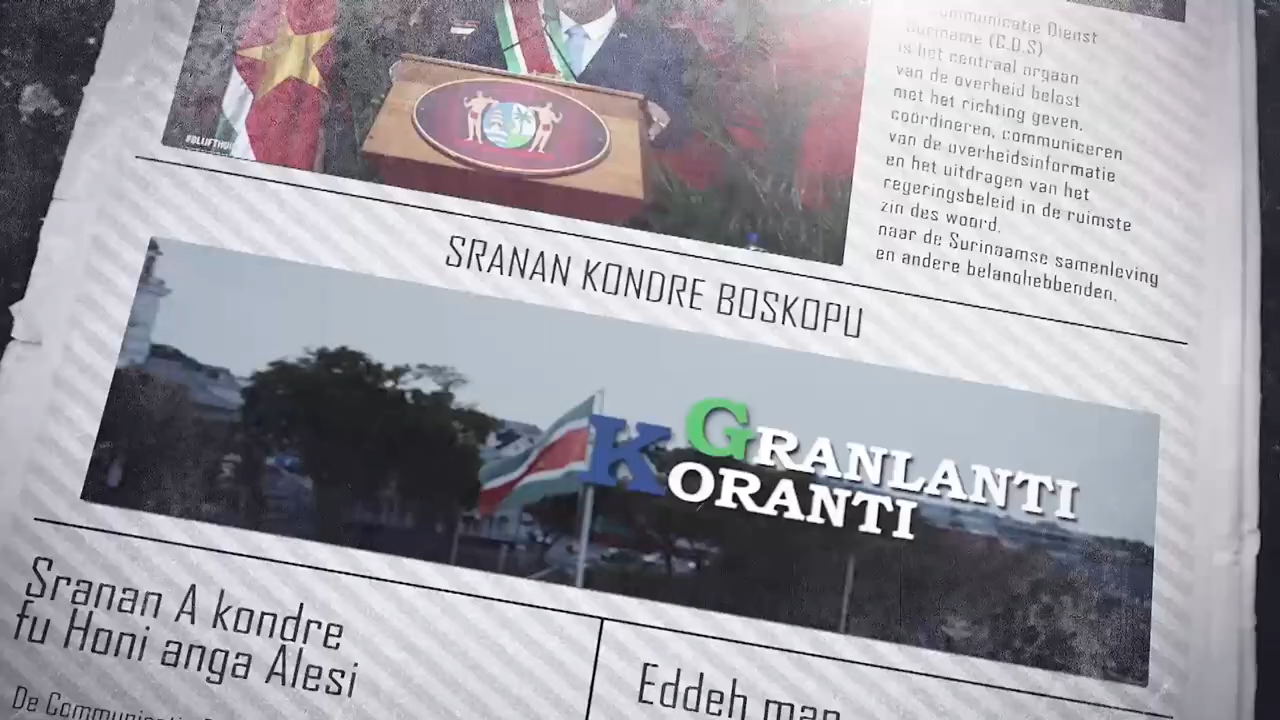 Communicatie Dienst
Suriname (C.D.S)
is het centraal orgaan
van de overheid belast
met het richting geven,
coördineren, communiceren
van de overheidsinformatie
en het uitdragen van het
regeringsbeleid in de ruimste
zin des woord.
naar de Surinaamse samenleving
en andere belanghebbenden.
SRANAN KONDRE BOSKOPU
GRANLANTI
KORANTI
Sranan A kondre
fu Honi anga Alesi
De
Eddeh man